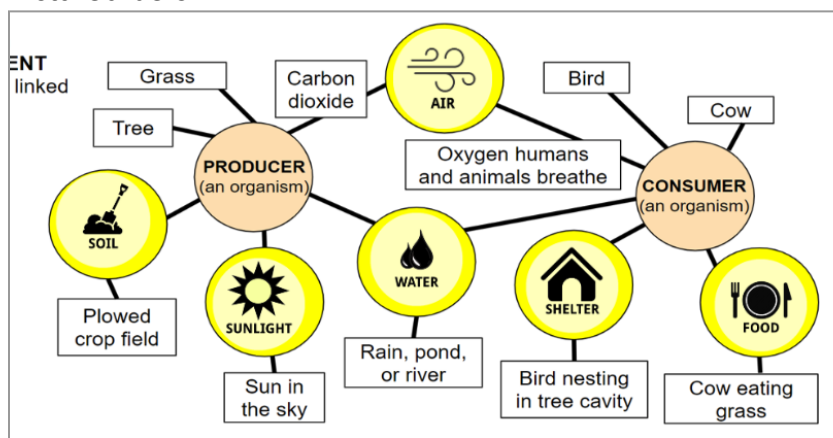 ENT
linked
Grass
Tree
Carbon
dioxide
AIR
Bird
Cow
PRODUCER
(an organism)
Oxygen humans
and animals breathe
CONSUMER
(an organism)
SOIL
SUNLIGHT
WATER
SHELTER
FOOD
Plowed
crop field
Sun in
the sky
Rain, pond,
or river
Bird nesting
in tree cavity
Cow eating
grass